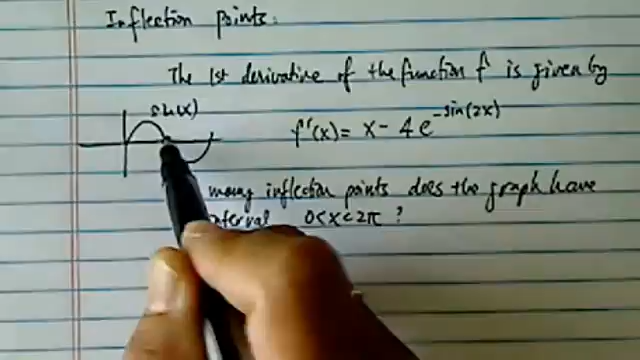 Inflection points:
The 1st derivative of the function f is given by
sin(x)
f'(x) = x - 4e^{-sin(2x)}
many inflection points does the graph have
interval 0<x<2π ?